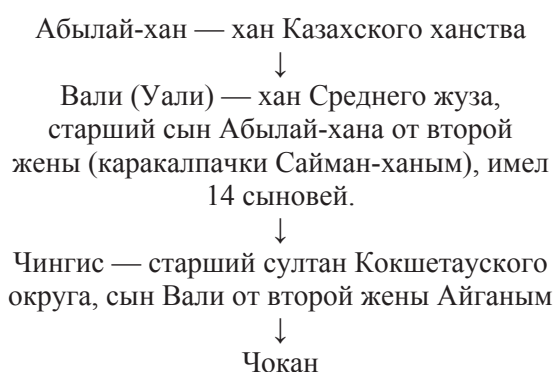 Абылай-хан — хан Казахского ханства
↓
Вали (Уали) — хан Среднего жуза,
старший сын Абылай-хана от второй
жены (каракалпачки Сайман-ханым), имел
14 сыновей.
↓
Чингис — старший султан Кокшетауского
округа, сын Вали от второй жены Айганым
↓
Чокан